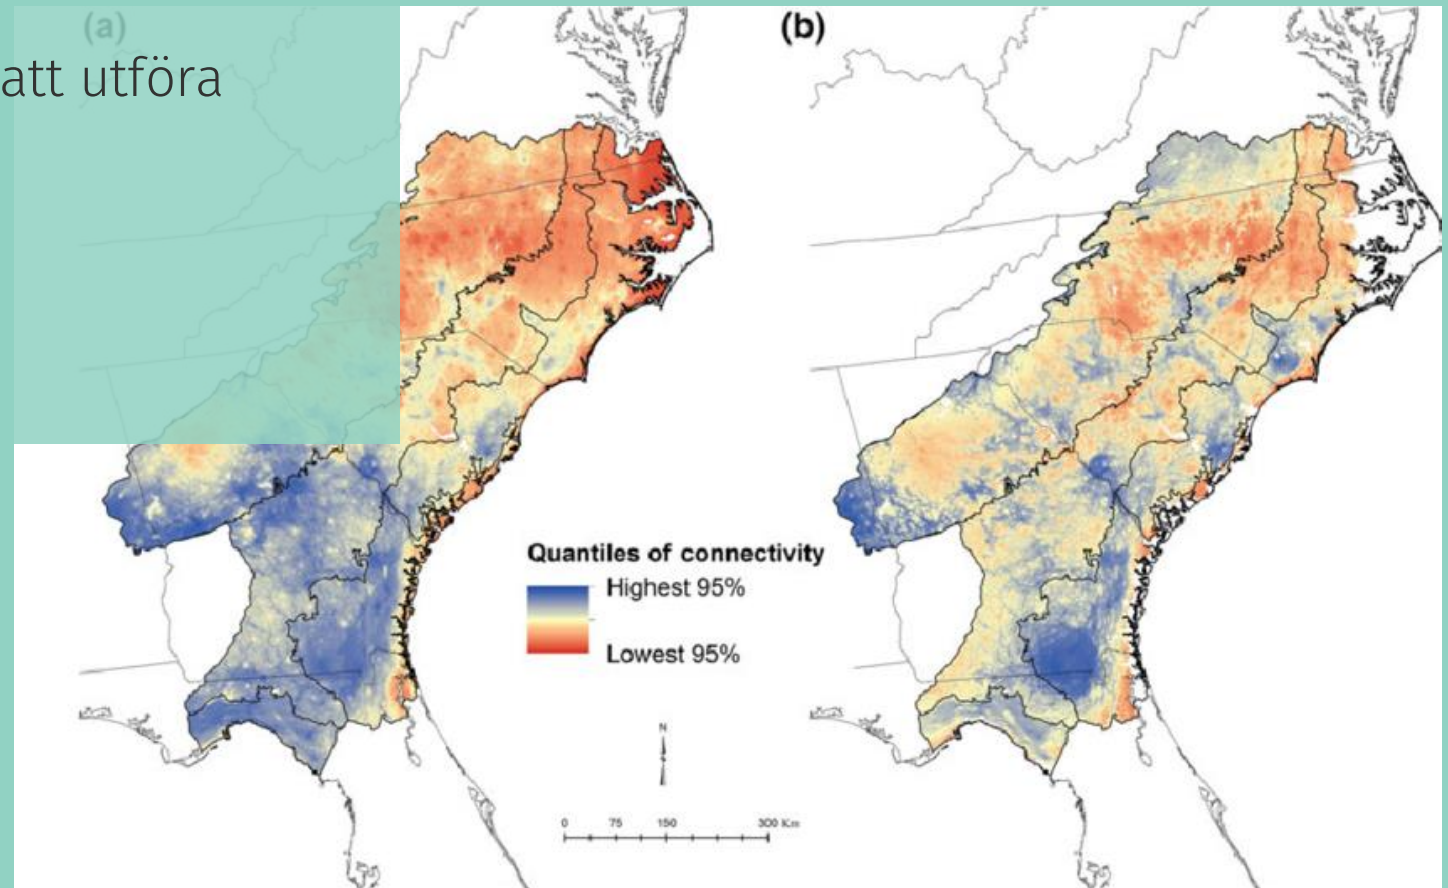 (a)
att utföra
(b)
Quantiles of connectivity
Highest 95%
Lowest 95%
N
0 75 150 300 Km